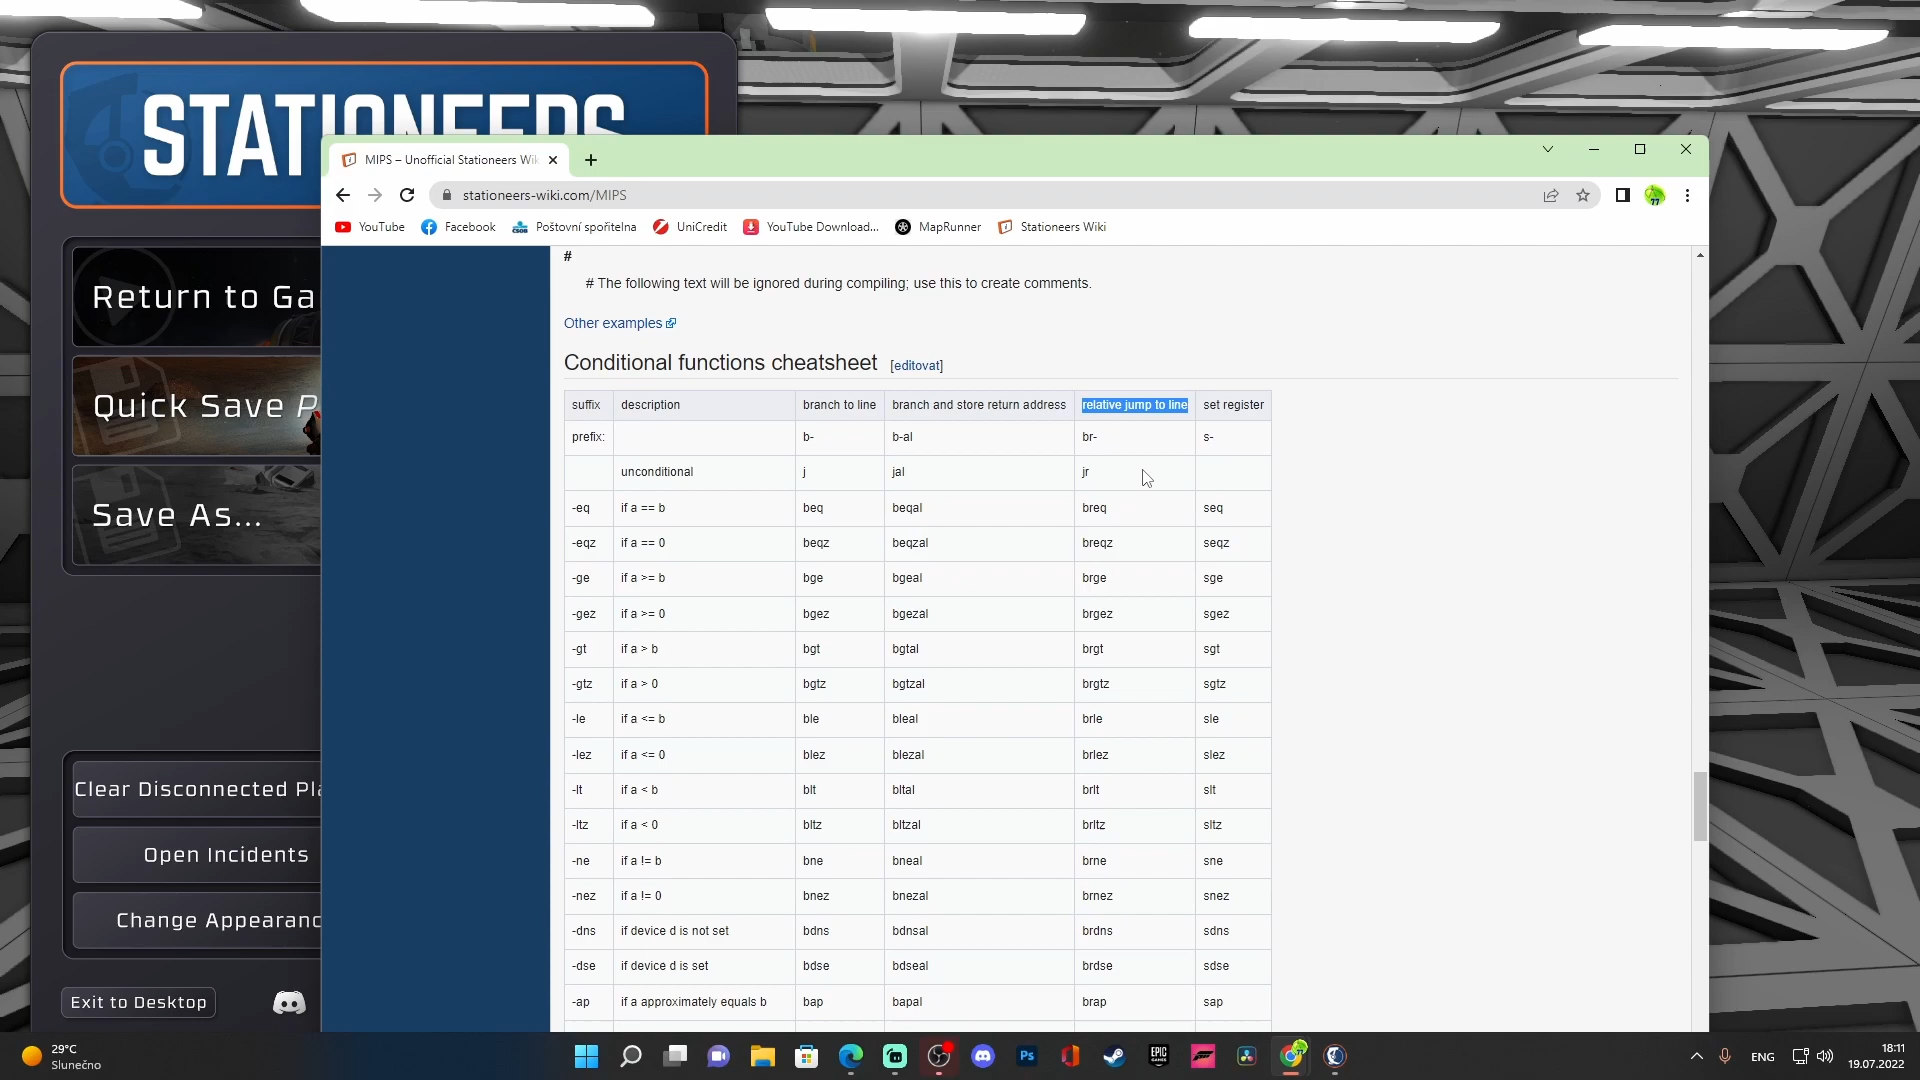 STATIONEERS
Return to Ga
Quick Save P
Save As...
Clear Disconnected Pla
Open Incidents
Change Appearanc
Exit to Desktop
MIPS – Unofficial Stationeers Wik
stationeers-wiki.com/MIPS
77
YouTube Facebook Poštovní spořitelna UniCredit YouTube Download... MapRunner Stationeers Wiki
#
# The following text will be ignored during compiling; use this to create comments.
Other examples
Conditional functions cheatsheet [editovat]
suffix description branch to line branch and store return address relative jump to line set register
prefix: b- b-al br- s-
unconditional j jal jr
-eq if a == b beq beqal breq seq
-eqz if a == 0 beqz beqzal breqz seqz
-ge if a >= b bge bgeal brge sge
-gez if a >= 0 bgez bgezal brgez sgez
-gt if a > b bgt bgtal brgt sgt
-gtz if a > 0 bgtz bgtzal brgtz sgtz
-le if a <= b ble bleal brle sle
-lez if a <= 0 blez blezal brlez slez
-lt if a < b blt bltal brlt slt
-ltz if a < 0 bltz bltzal brltz sltz
-ne if a != b bne bneal brne sne
-nez if a != 0 bnez bnezal brnez snez
-dns if device d is not set bdns bdnsal brdns sdns
-dse if device d is set bdse bdseal brdse sdse
-ap if a approximately equals b bap bapal brap sap
29°C
Slunečno
Ps
EPIC
GAMES
ENG
18:11
19.07.2022